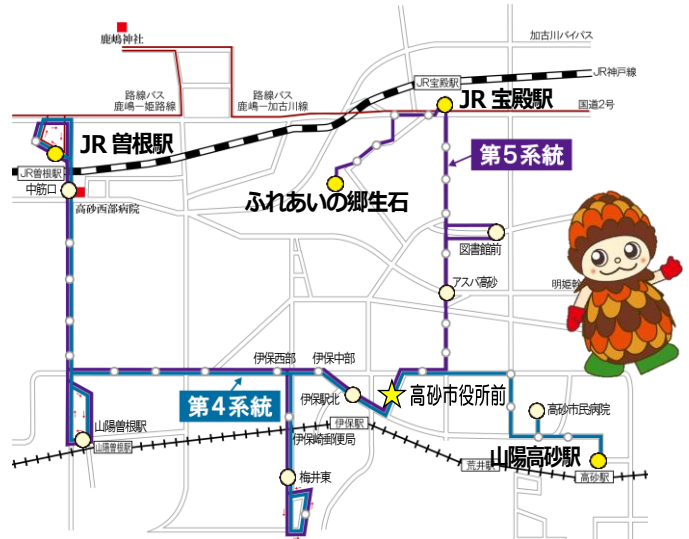 鹿嶋神社
加古川バイパス
JR神戸線
JR宝殿駅
路線バス
鹿嶋ー姫路線
路線バス
鹿嶋ー加古川線
JR 宝殿駅
国道2号
JR 曽根駅
第5系統
JR曽根駅
中筋口
高砂西部病院
ふれあいの郷生石
図書館前
アスパ高砂
明姫幹
伊保西部
伊保中部
第4系統
伊保駅北
高砂市役所前
高砂市民病院
山陽曽根駅
伊保駅
伊保崎郵便局
山陽曽根駅
山陽高砂駅
荒井駅
梅井東
高砂駅